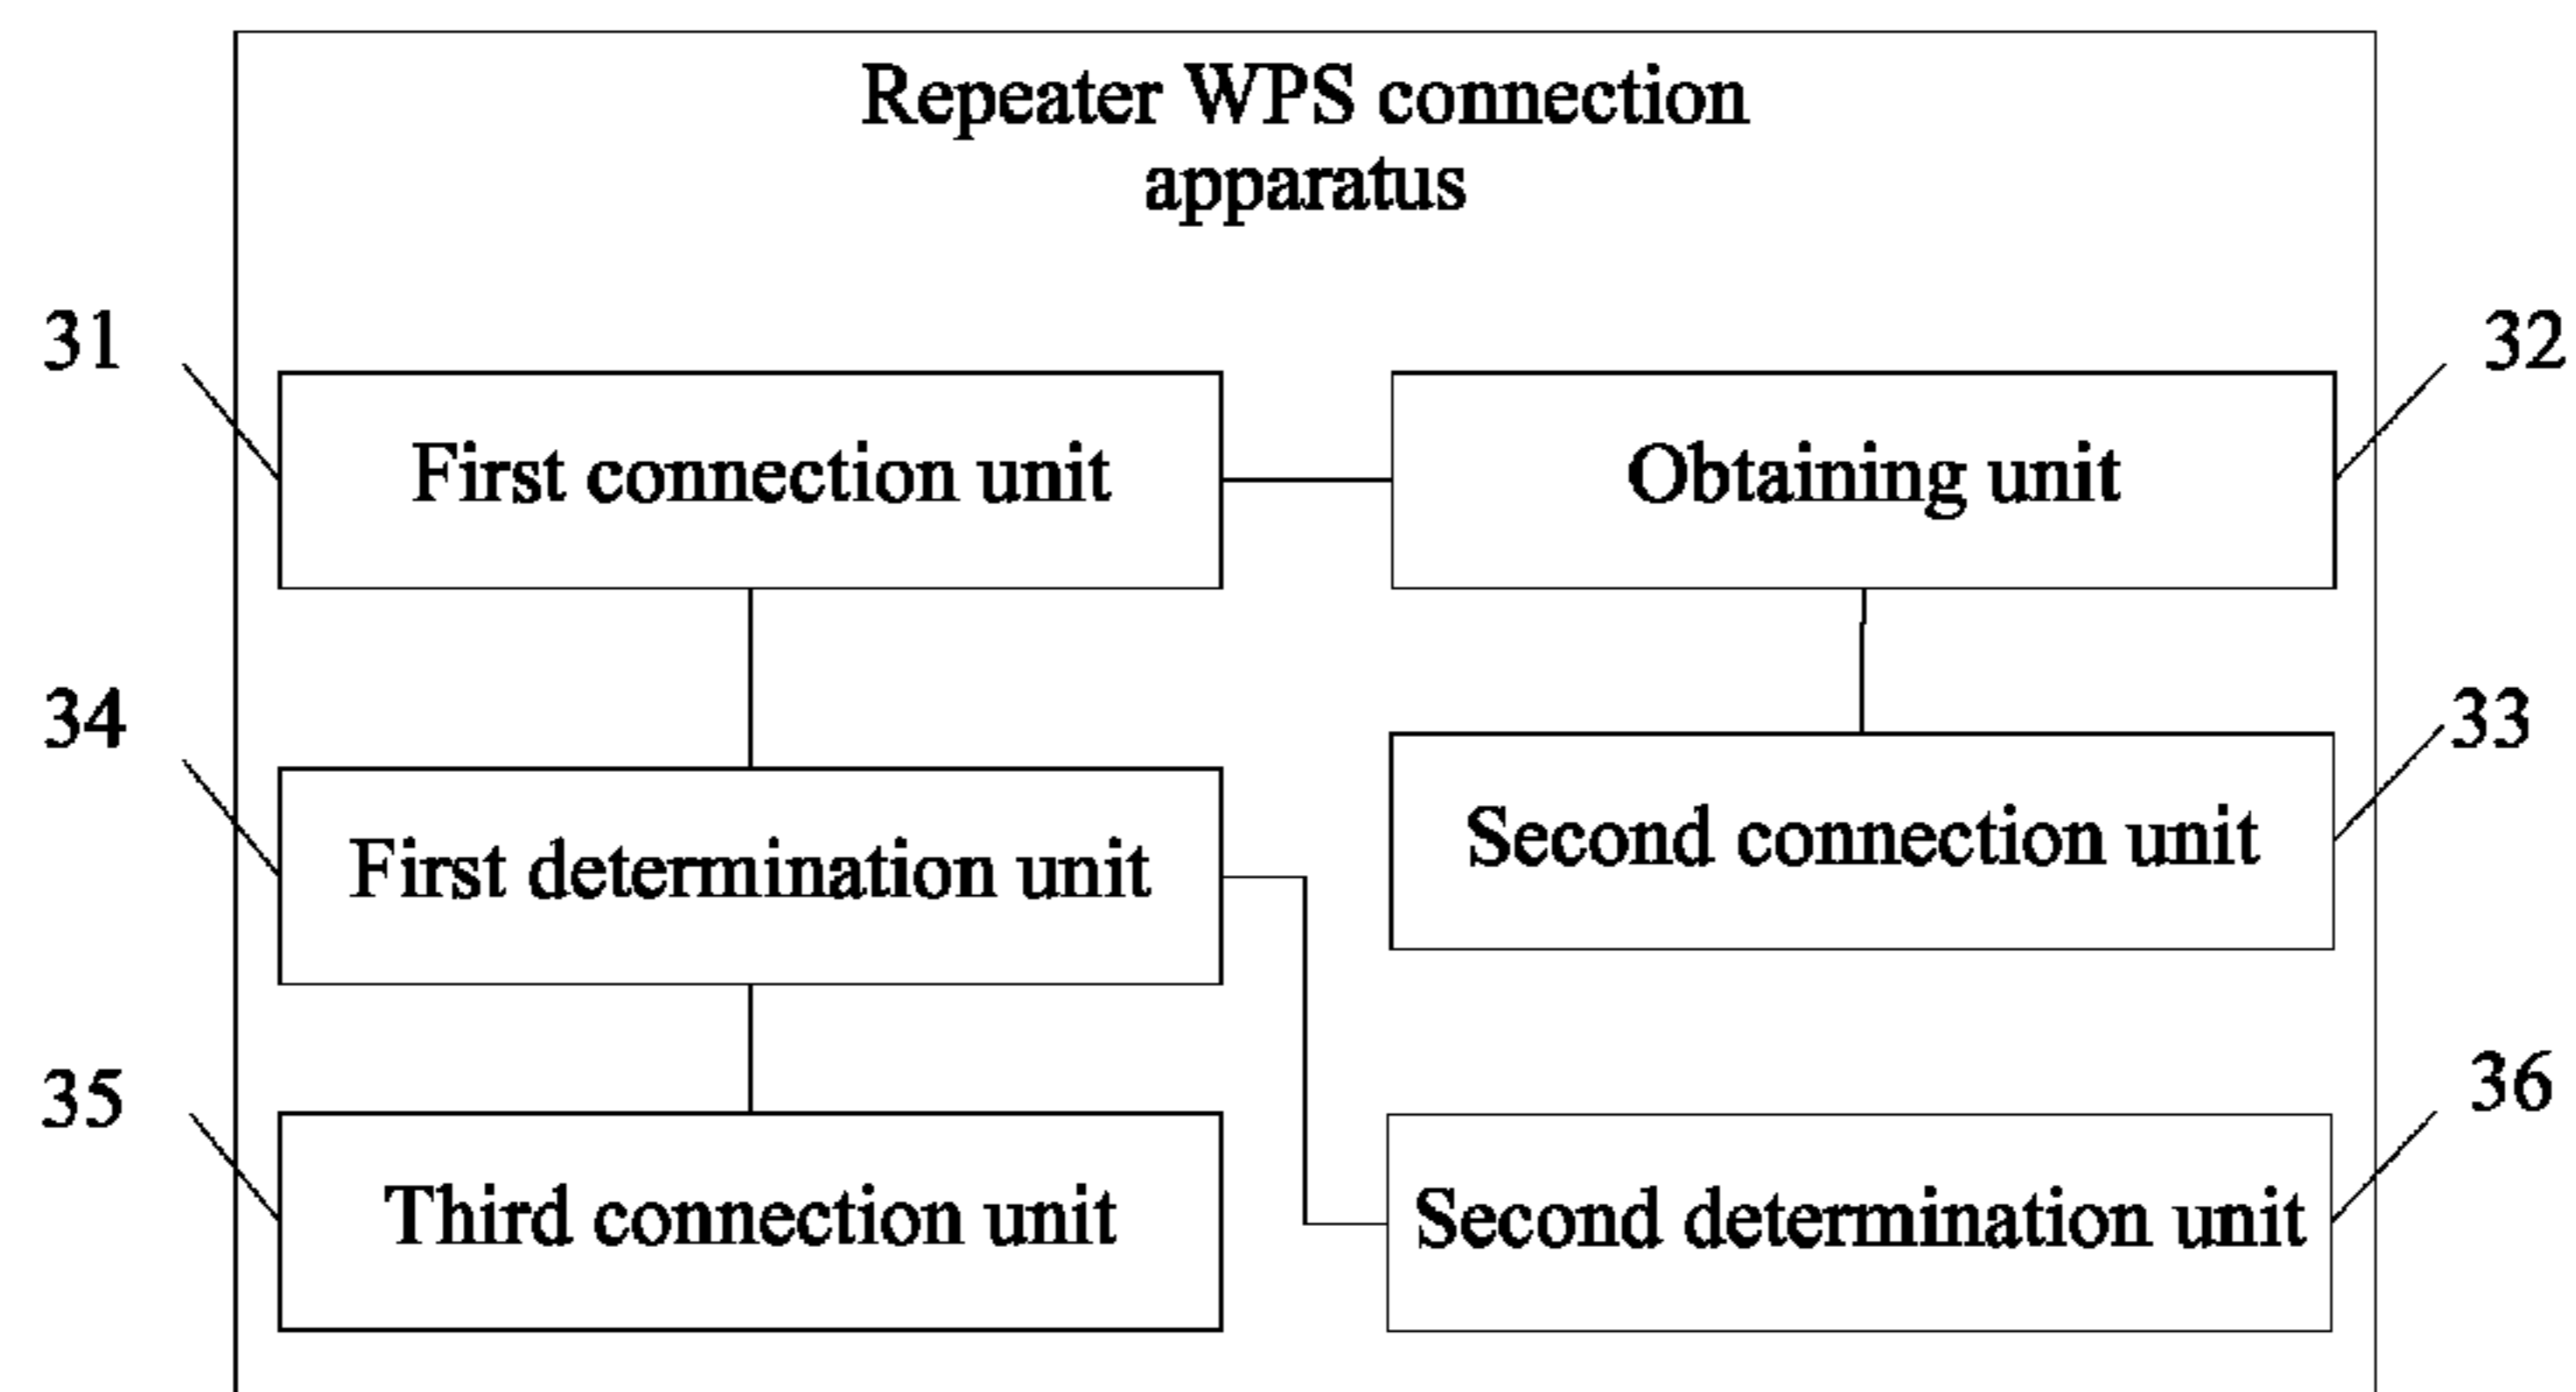 Repeater WPS connection
apparatus
31
32
First connection unit
Obtaining unit
34
33
First determination unit
Second connection unit
35
36
Third connection unit
Second determination unit